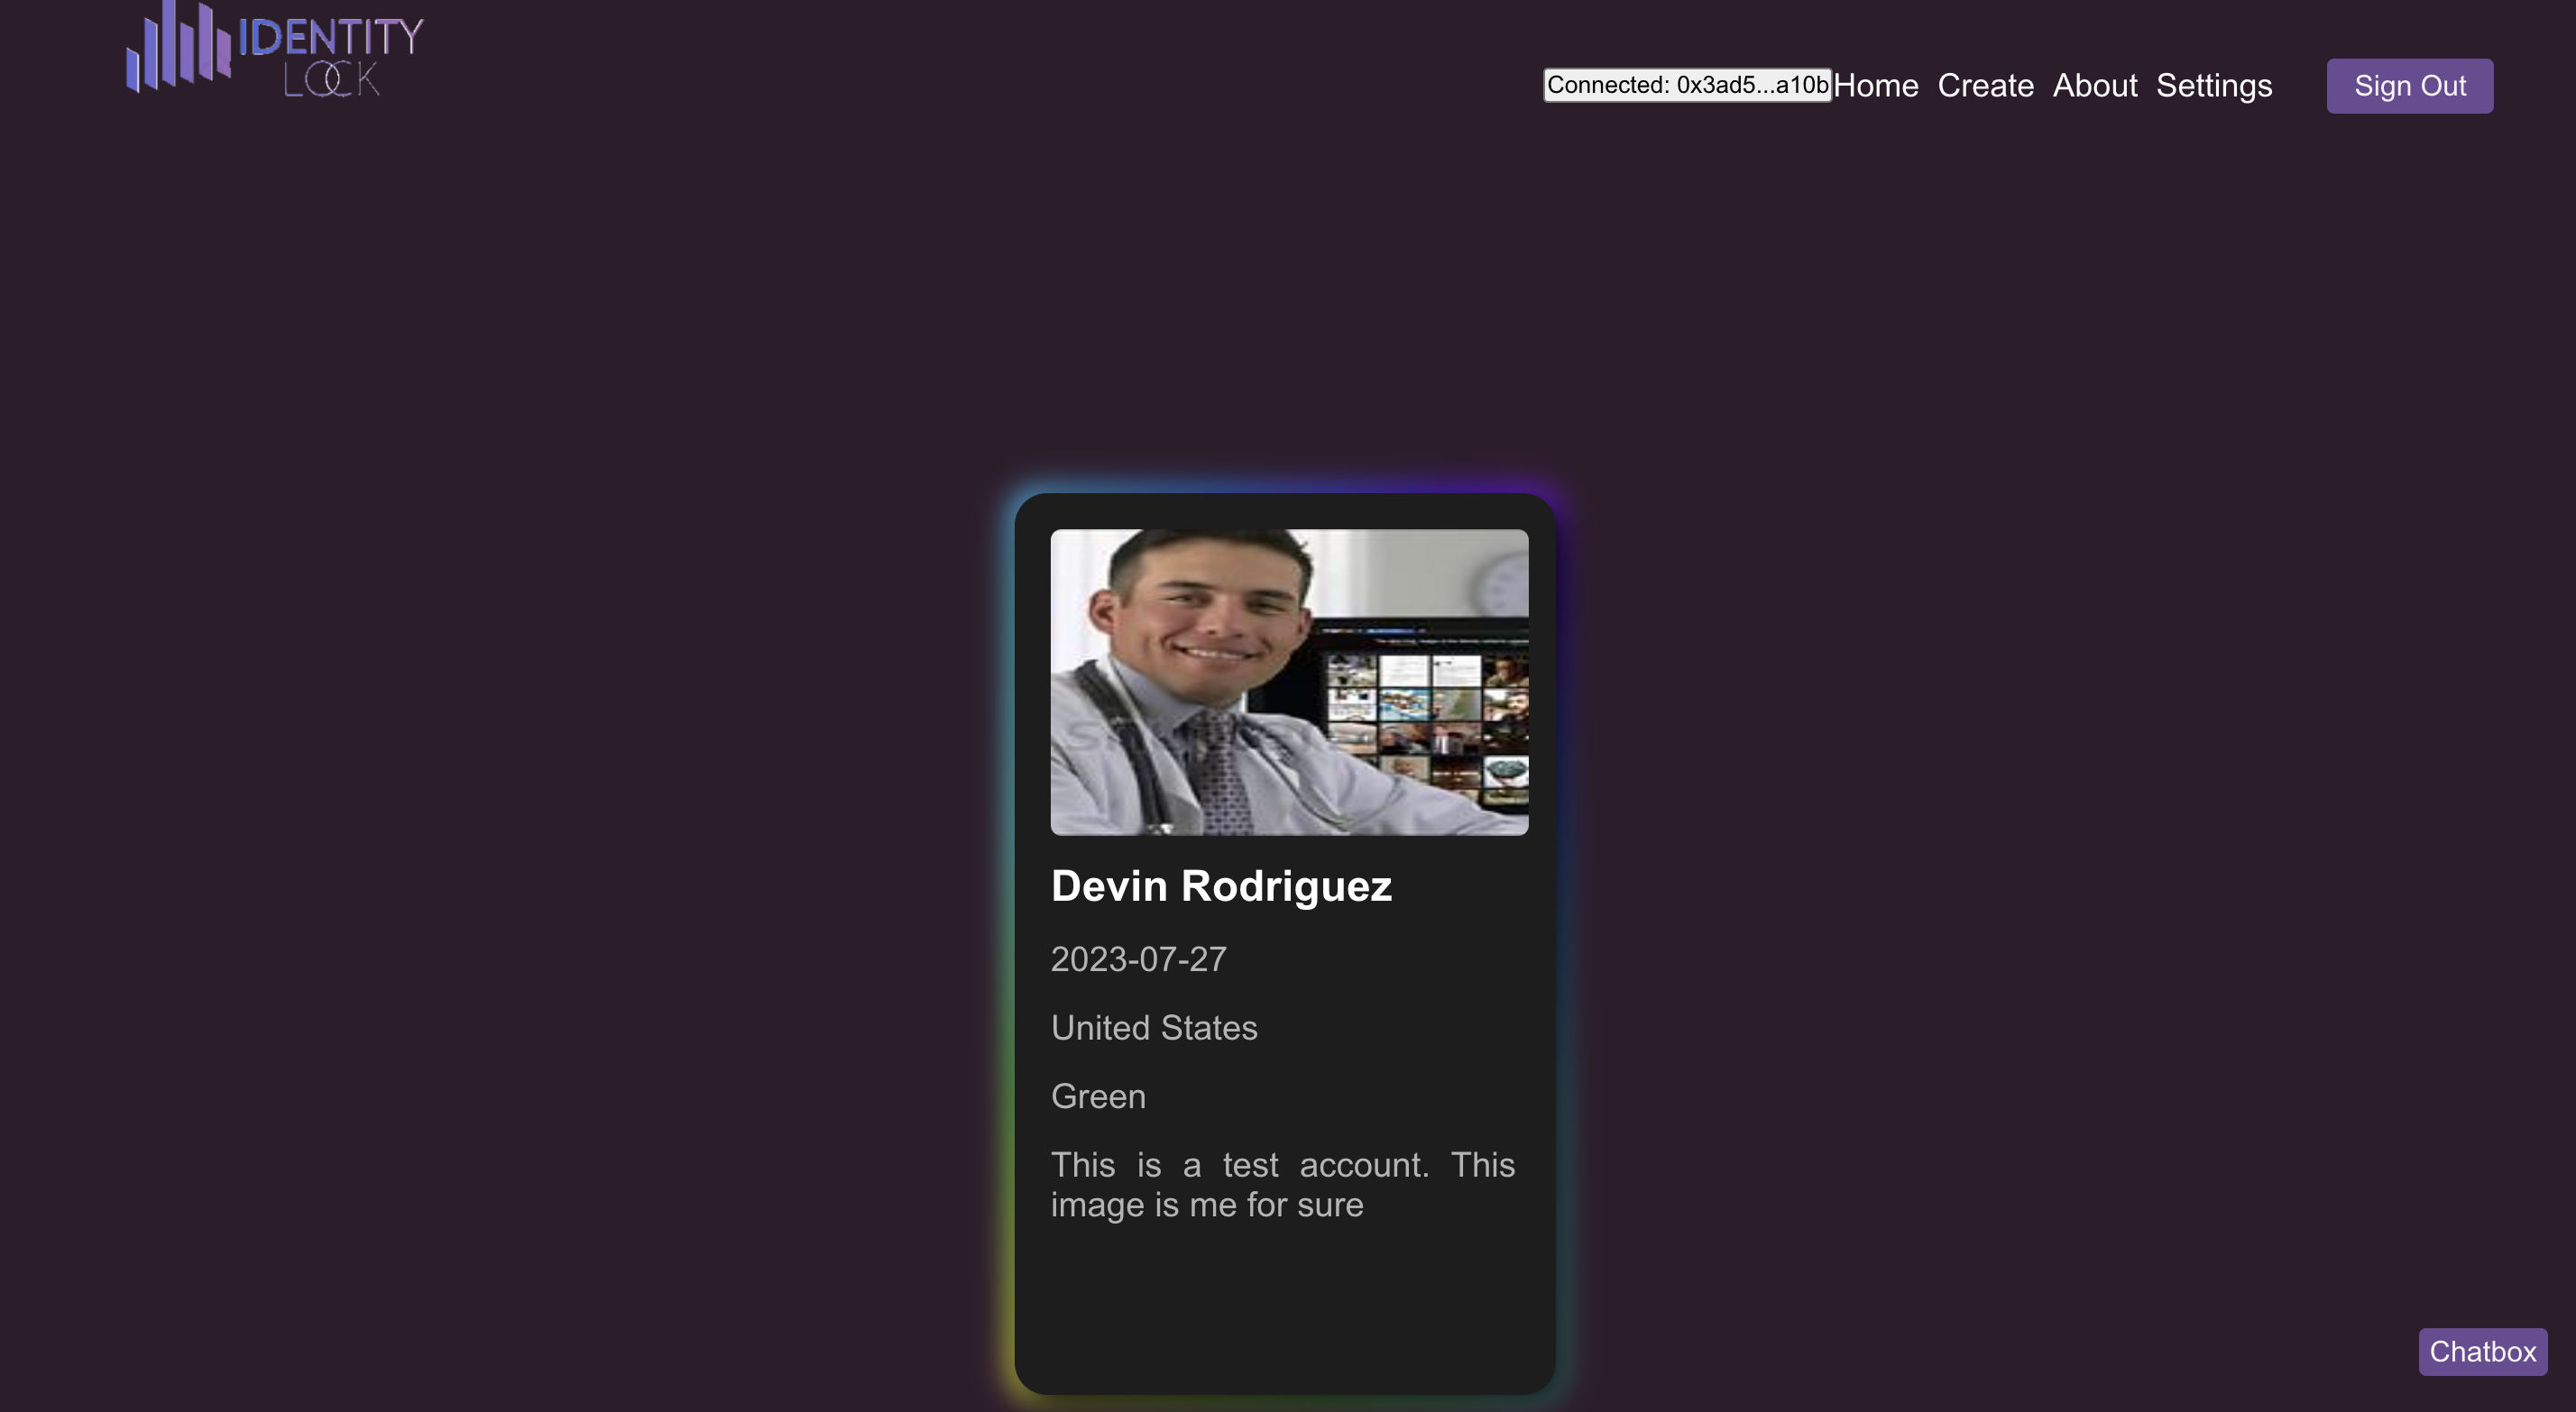 IDENTITY
LOCK
Connected: 0x3ad5...a10b Home Create About Settings Sign Out
Devin Rodriguez
2023-07-27
United States
Green
This is a test account. This
image is me for sure
Chatbox